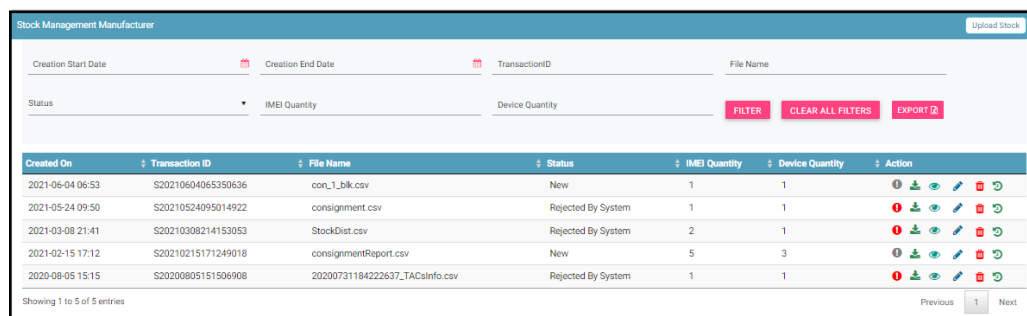 Stock Management Manufacturer Upload Stock
Creation Start Date Creation End Date TransactionID File Name
Status IMEI Quantity Device Quantity FILTER CLEAR ALL FILTERS EXPORT
Created On Transaction ID File Name Status IMEI Quantity Device Quantity Action
2021-06-04 06:53 S20210604065350636 con_1_blk.csv New 1 1
2021-05-24 09:50 S20210524095014922 consignment.csv Rejected By System 1 1
2021-03-08 21:41 S20210308214153053 StockDist.csv Rejected By System 2 1
2021-02-15 17:12 S20210215171249018 consignmentReport.csv New 5 3
2020-08-05 15:15 S20200805151506908 20200731184222637_TACsInfo.csv Rejected By System 1 1
Showing 1 to 5 of 5 entries Previous 1 Next